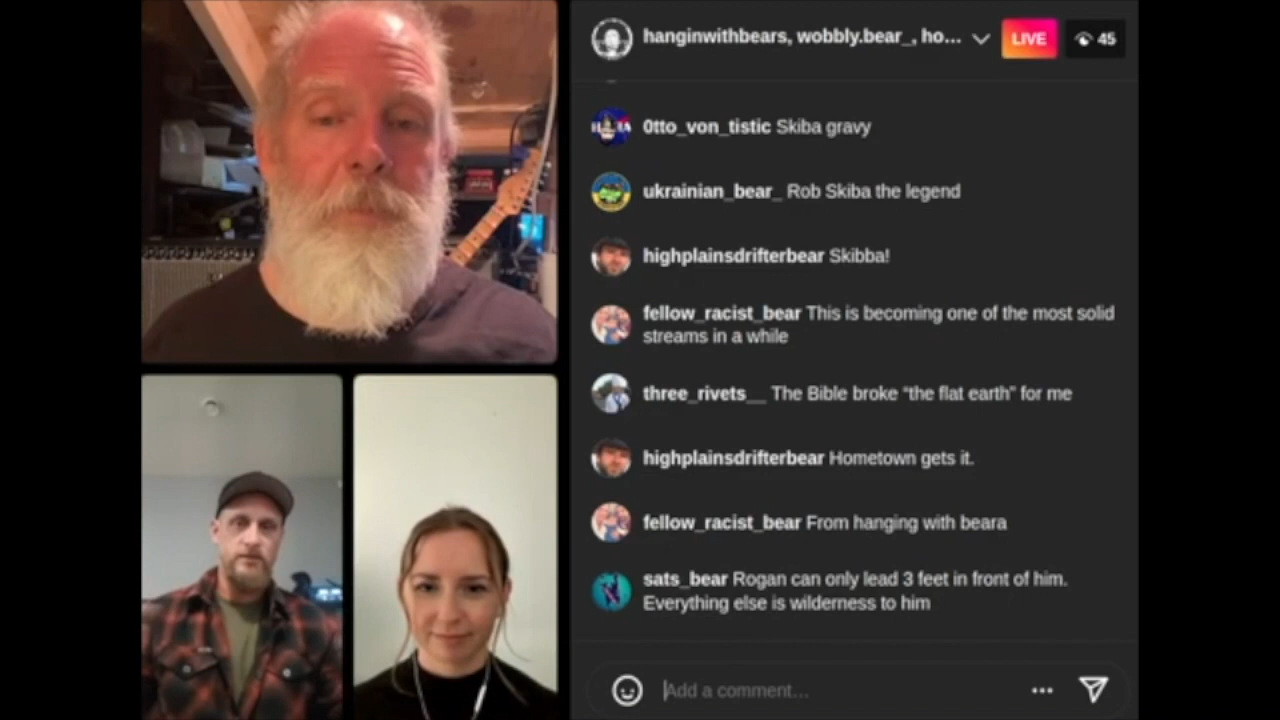 hanginwithbears, wobbly.bear_, ho...
LIVE
45
0tto_von_tistic Skiba gravy
ukrainian_bear_ Rob Skiba the legend
highplainsdrifterbear Skibba!
fellow_racist_bear This is becoming one of the most solid
streams in a while
three_rivets__ The Bible broke “the flat earth” for me
highplainsdrifterbear Hometown gets it.
fellow_racist_bear From hanging with beara
sats_bear Rogan can only lead 3 feet in front of him.
Everything else is wilderness to him
Add a comment...